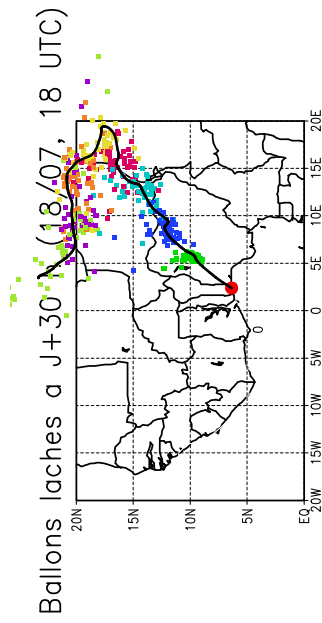 Ballons laches a J+30 (18/07, 18 UTC)
20N
15N
10N
5N
EQ
20W
15W
10W
5W
0
5E
10E
15E
20E
0